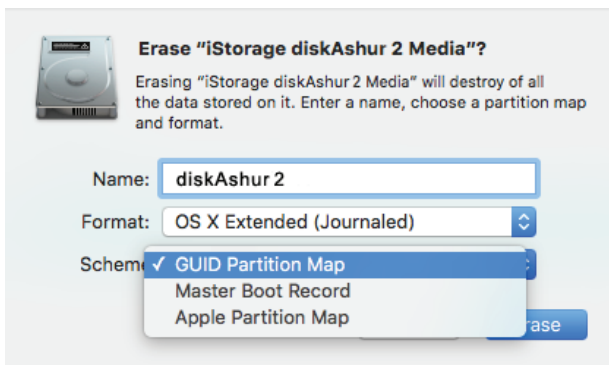 Erase “iStorage diskAshur 2 Media”?
Erasing “iStorage diskAshur 2 Media” will destroy of all
the data stored on it. Enter a name, choose a partition map
and format.
Name: diskAshur 2
Format: OS X Extended (Journaled)
Schem ✓ GUID Partition Map
Master Boot Record
Apple Partition Map
rase